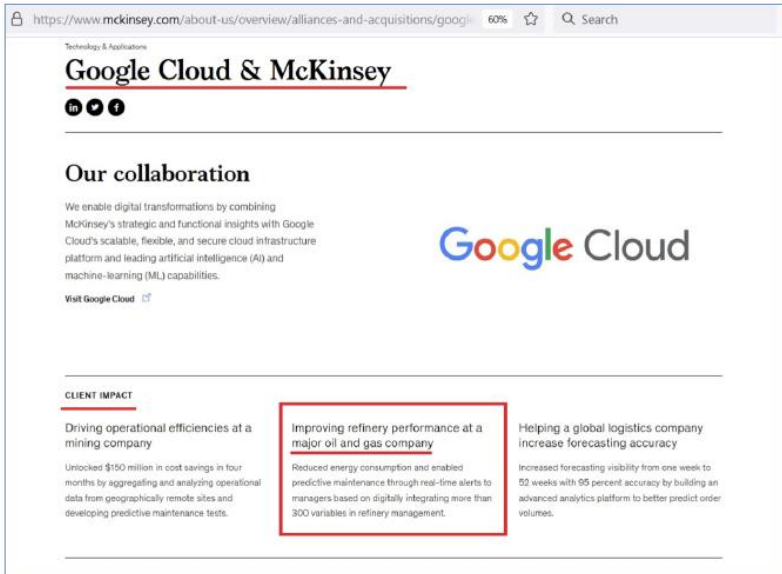 https://www.mckinsey.com/about-us/overview/alliances-and-acquisitions/google
60%
Search
Technology & Applications
Google Cloud & McKinsey
Our collaboration
We enable digital transformations by combining
McKinsey's strategic and functional insights with Google
Cloud's scalable, flexible, and secure cloud infrastructure
platform and leading artificial intelligence (AI) and
machine-learning (ML) capabilities.
Visit Google Cloud
Google Cloud
CLIENT IMPACT
Driving operational efficiencies at a
mining company
Unlocked $150 million in cost savings in four
months by aggregating and analyzing operational
data from geographically remote sites and
developing predictive maintenance tests.
Improving refinery performance at a
major oil and gas company
Reduced energy consumption and enabled
predictive maintenance through real-time alerts to
managers based on digitally integrating more than
300 variables in refinery management.
Helping a global logistics company
increase forecasting accuracy
Increased forecasting visibility from one week to
52 weeks with 95 percent accuracy by building an
advanced analytics platform to better predict order
volumes.